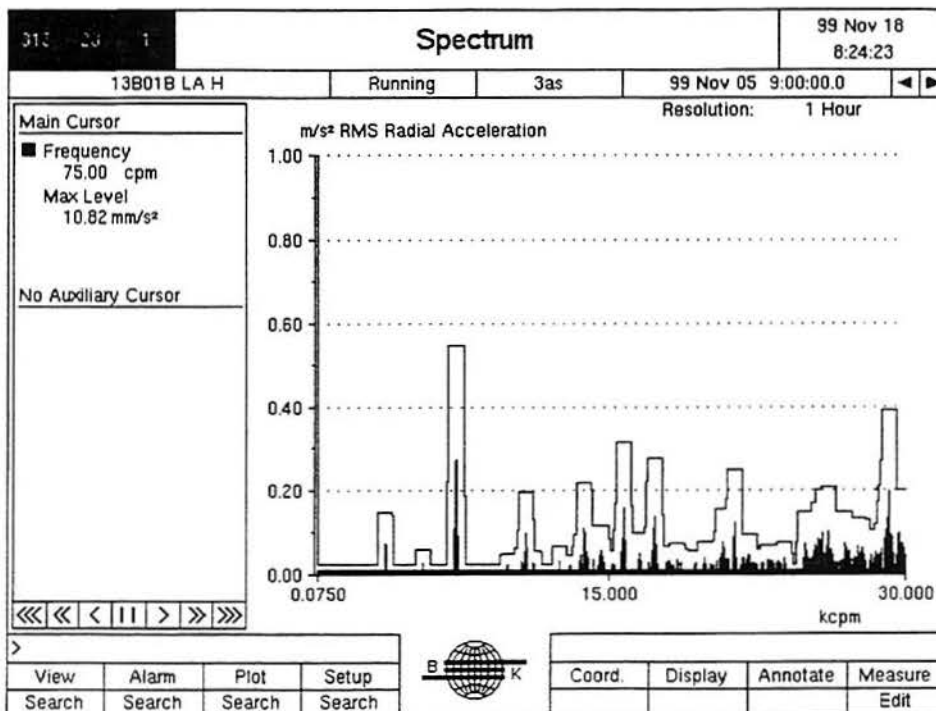 313 20 1
Spectrum
99 Nov 18
8:24:23
13B01B LA H
Running
3as
99 Nov 05 9:00:00.0
Resolution: 1 Hour
Main Cursor
Frequency
75.00 cpm
Max Level
10.82 mm/s²
No Auxiliary Cursor
m/s² RMS Radial Acceleration
1.00
0.80
0.60
0.40
0.20
0.00
0.0750 15.000 30.000
kcpm
>
View Alarm Plot Setup
Search Search Search Search
B K
Coord. Display Annotate Measure
Edit